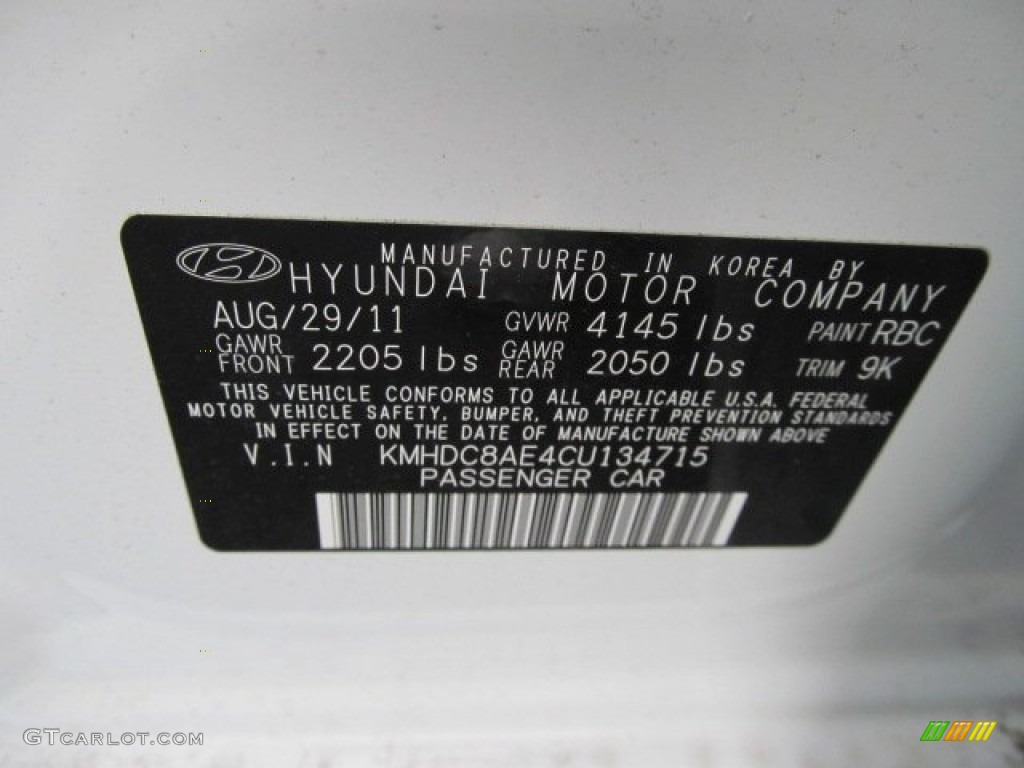 MANUFACTURED IN KOREA BY
HYUNDAI MOTOR COMPANY
AUG/29/11 GVWR 4145 lbs PAINT RBC
GAWR FRONT 2205 lbs GAWR REAR 2050 lbs TRIM 9K
THIS VEHICLE CONFORMS TO ALL APPLICABLE U.S.A. FEDERAL
MOTOR VEHICLE SAFETY, BUMPER, AND THEFT PREVENTION STANDARDS
IN EFFECT ON THE DATE OF MANUFACTURE SHOWN ABOVE
V.I.N KMHDC8AE4CU134715
PASSENGER CAR
GTCARLOT.COM